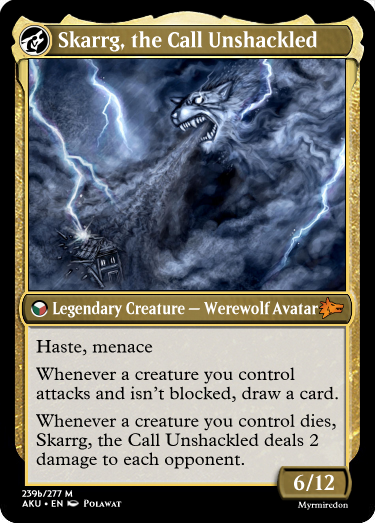 Skarrg, the Call Unshackled
Legendary Creature — Werewolf Avatar
Haste, menace
Whenever a creature you control
attacks and isn't blocked, draw a card.
Whenever a creature you control dies,
Skarrg, the Call Unshackled deals 2
damage to each opponent.
6/12
239b/277 M
AKU • EN Polawat
Myrmiredon